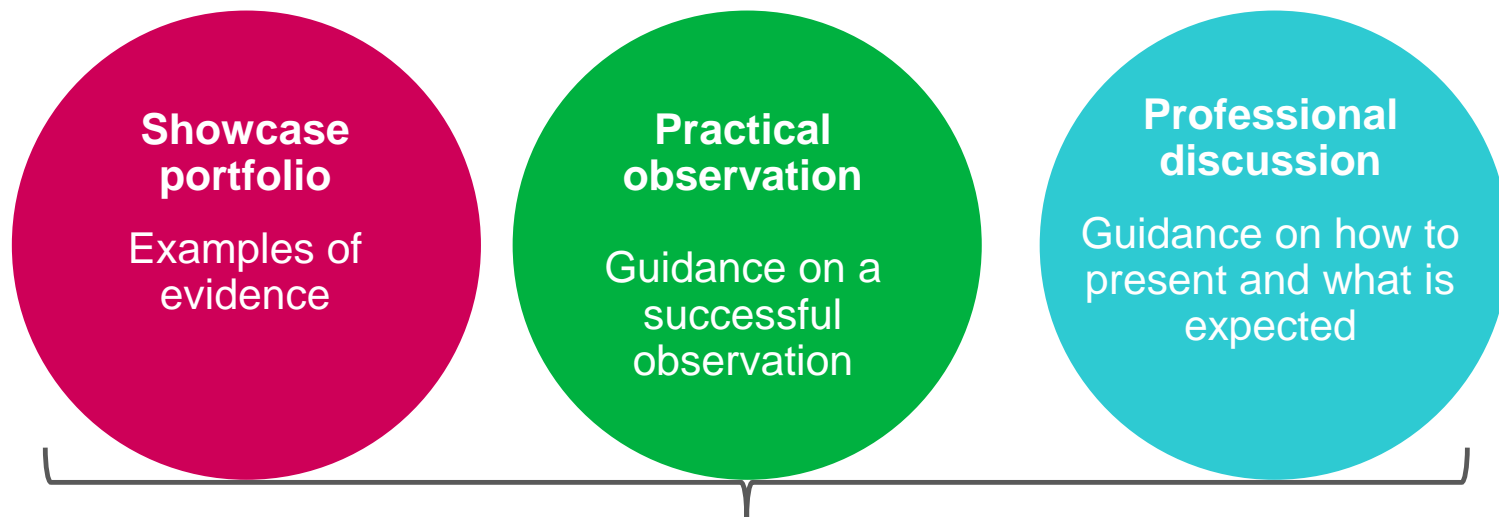 Showcase
portfolio
Examples of
evidence
Practical
observation
Guidance on a
successful
observation
Professional
discussion
Guidance on how to
present and what is
expected